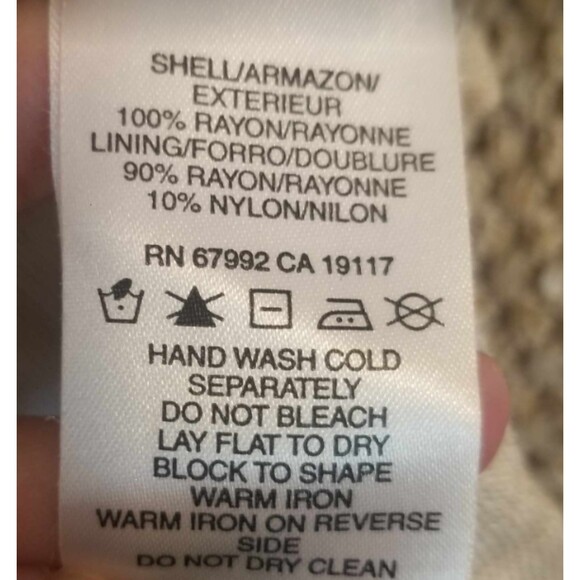 SHELL/ARMAZON/
EXTERIEUR
100% RAYON/RAYONNE
LINING/FORRO/DOUBLURE
90% RAYON/RAYONNE
10% NYLON/NILON
RN 67992 CA 19117
HAND WASH COLD
SEPARATELY
DO NOT BLEACH
LAY FLAT TO DRY
BLOCK TO SHAPE
WARM IRON
WARM IRON ON REVERSE
SIDE
DO NOT DRY CLEAN